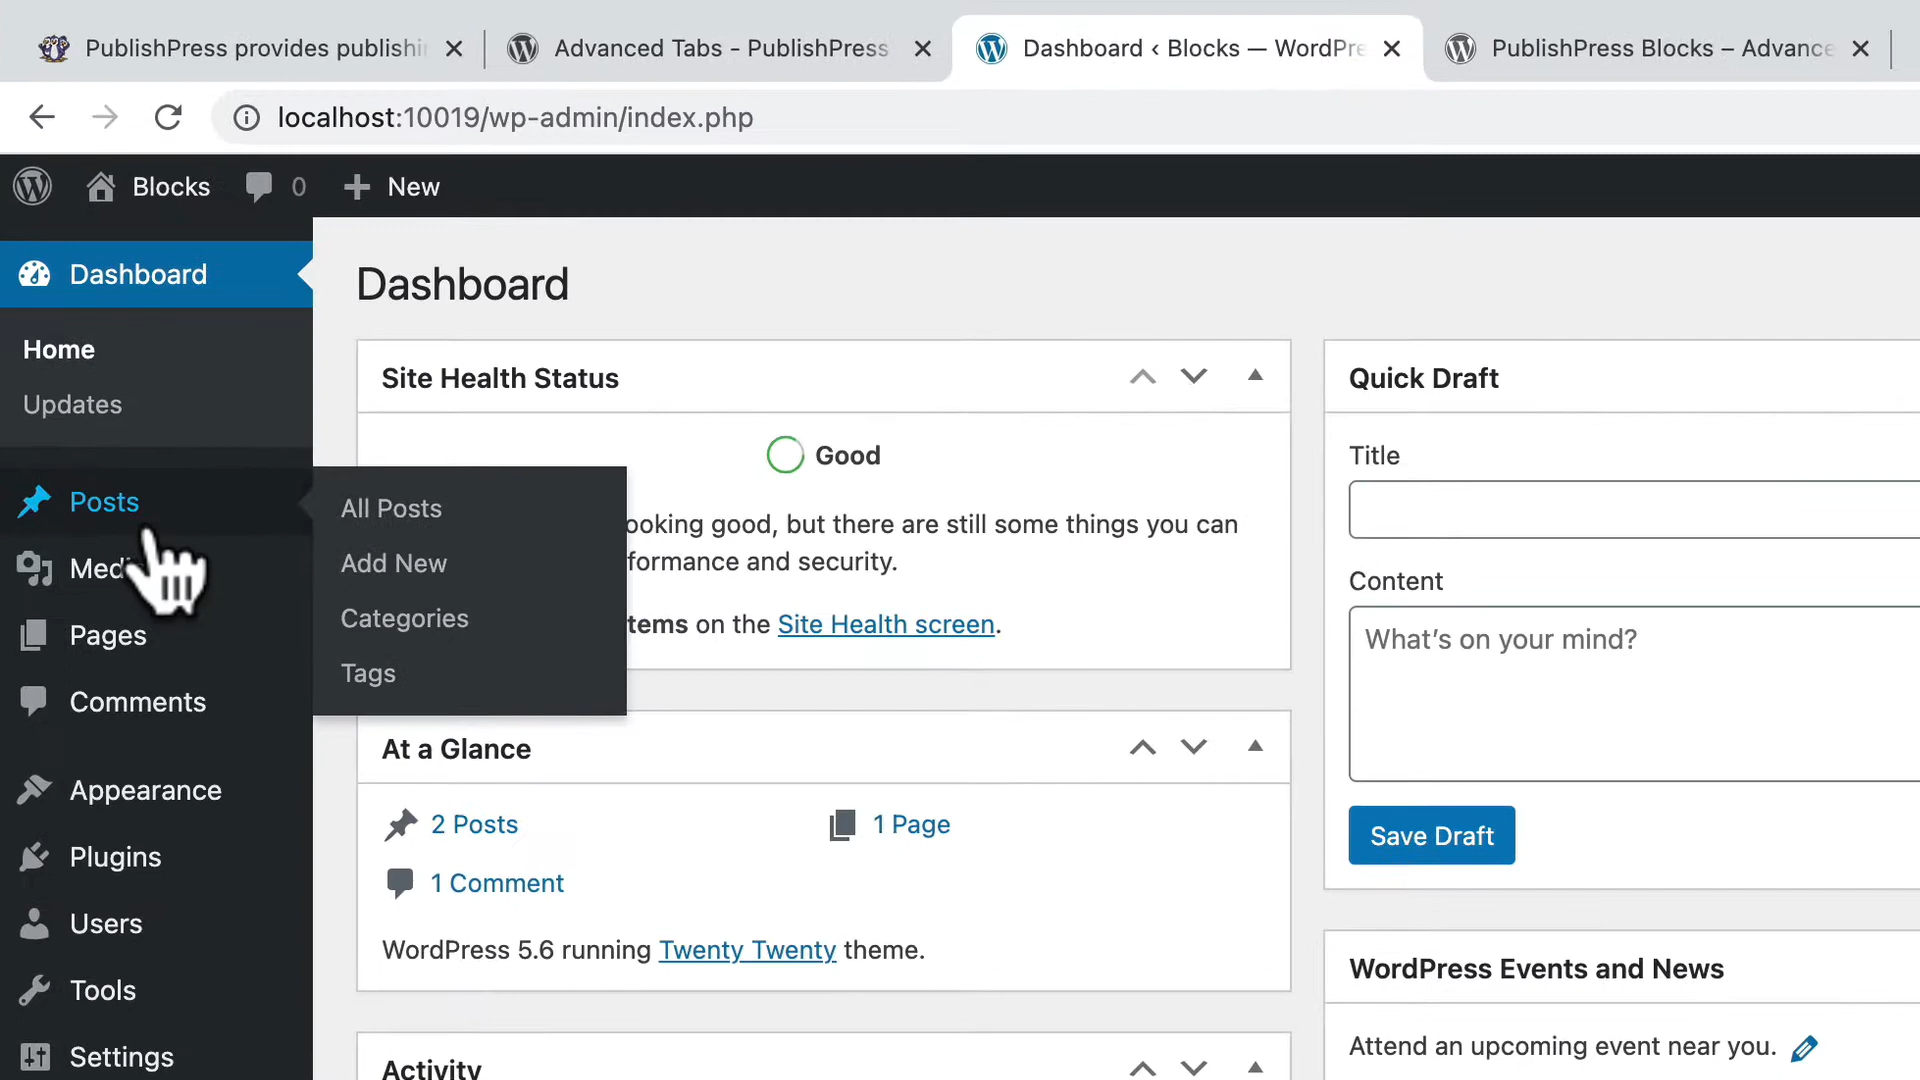 PublishPress provides publishi
Advanced Tabs - PublishPress
Dashboard ‹ Blocks — WordPre
PublishPress Blocks – Advance
localhost:10019/wp-admin/index.php
Blocks
0
New
Dashboard
Home
Updates
Posts
Med
Pages
Comments
Appearance
Plugins
Users
Tools
Settings
All Posts
Add New
Categories
Tags
Dashboard
Site Health Status
Good
ooking good, but there are still some things you can
formance and security.
tems on the Site Health screen.
At a Glance
2 Posts
1 Page
1 Comment
WordPress 5.6 running Twenty Twenty theme.
Activity
Quick Draft
Title
Content
What's on your mind?
Save Draft
WordPress Events and News
Attend an upcoming event near you.